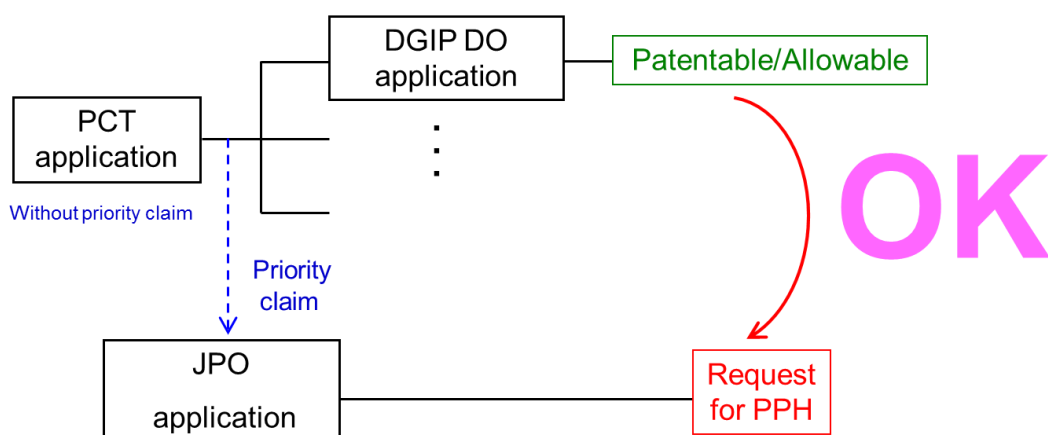 DGIP DO
application
Patentable/Allowable
PCT
application
Without priority claim
OK
Priority
claim
JPO
application
Request
for PPH